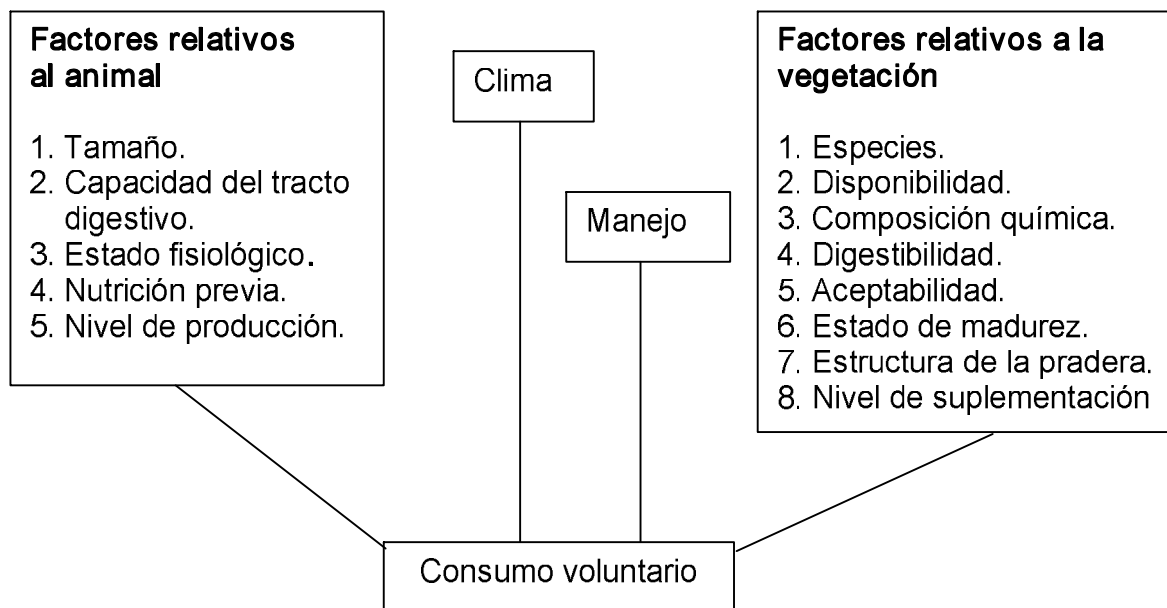 Factores relativos
al animal
1. Tamaño.
2. Capacidad del tracto
digestivo.
3. Estado fisiológico.
4. Nutrición previa.
5. Nivel de producción.
Clima
Manejo
Factores relativos a la
vegetación
1. Especies.
2. Disponibilidad.
3. Composición química.
4. Digestibilidad.
5. Aceptabilidad.
6. Estado de madurez.
7. Estructura de la pradera.
8. Nivel de suplementación
Consumo voluntario